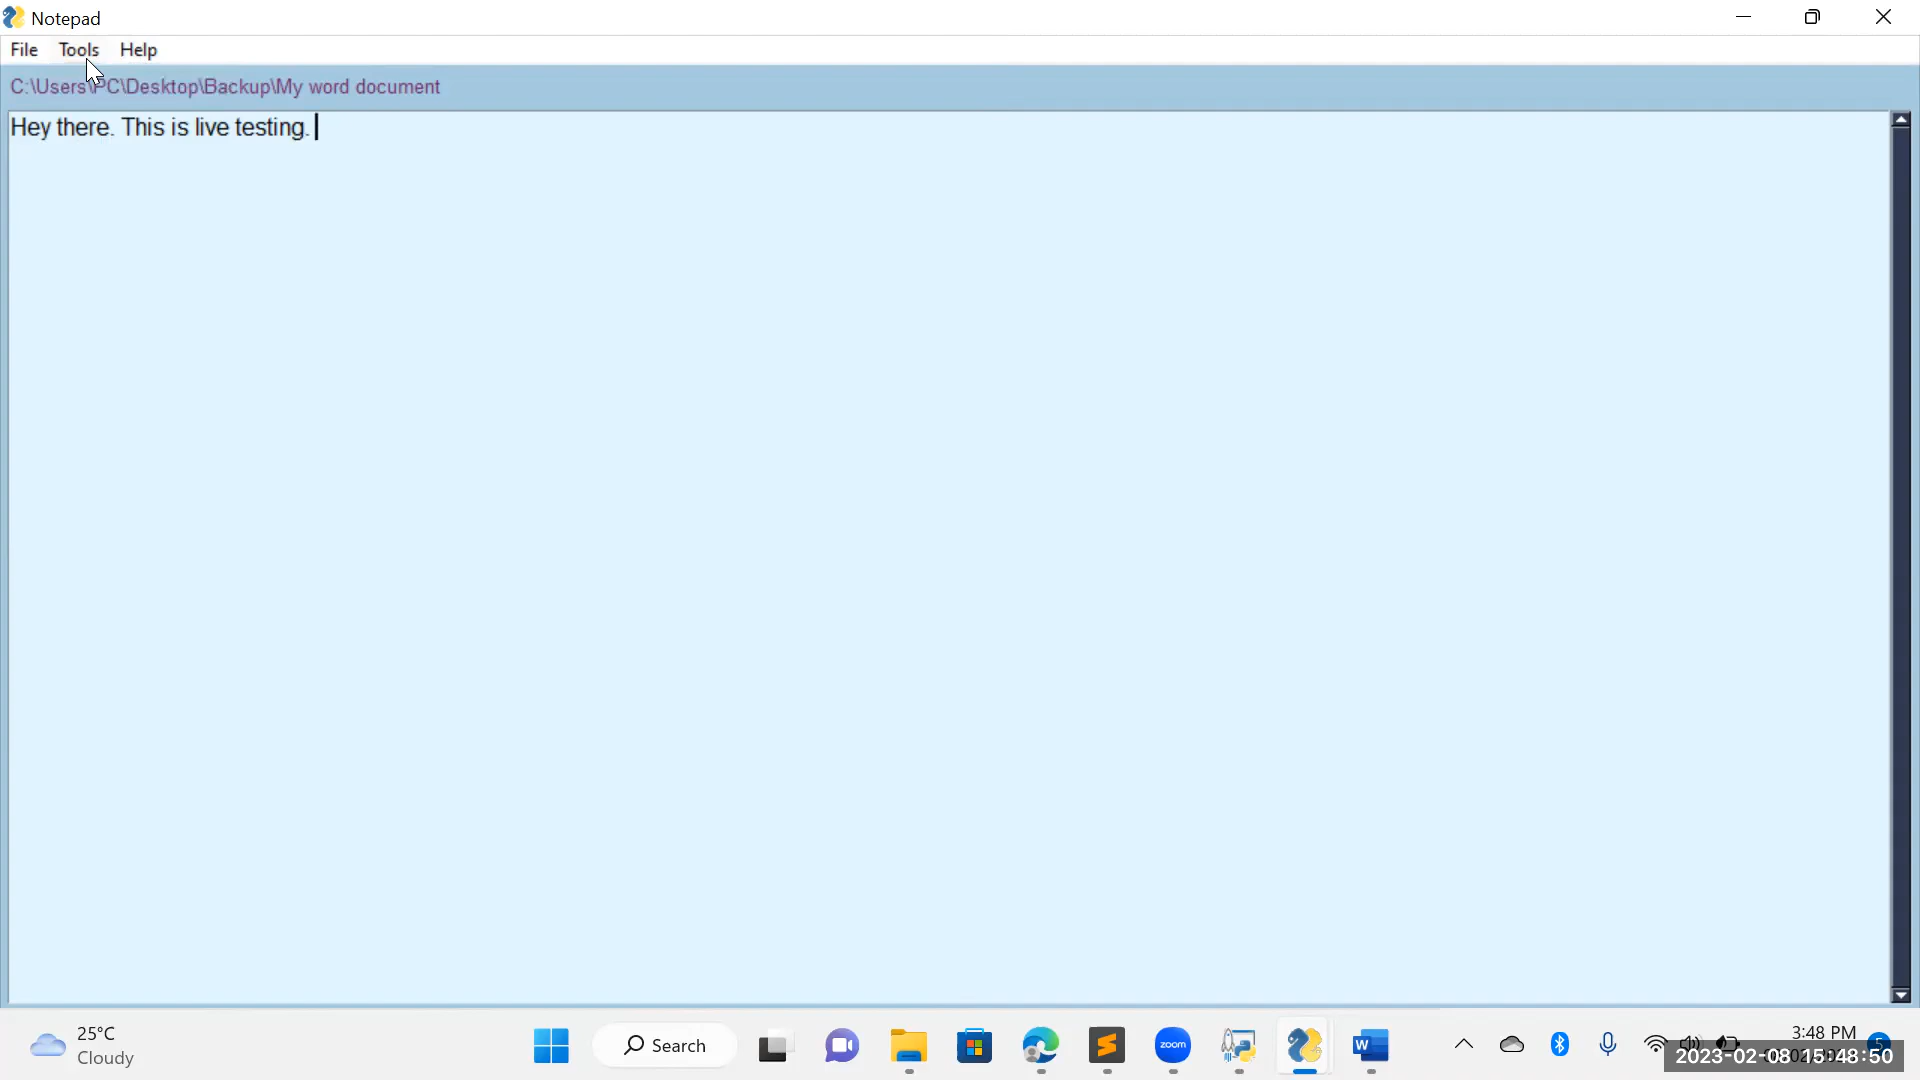 Notepad
File Tools Help
C:\Users\PC\Desktop\Backup\My word document
Hey there. This is live testing.
25°C
Cloudy
Search
zoom
W
3:48 PM
5
2023-02-08 15:48:50